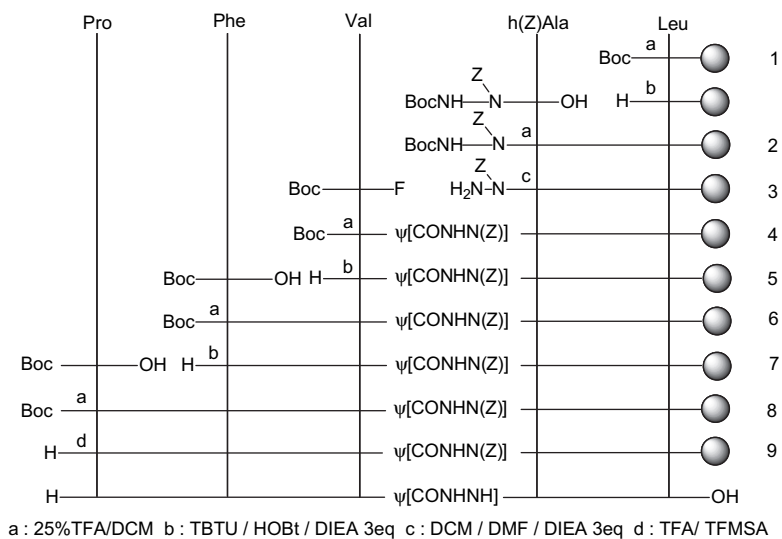 Pro Phe Val h(Z)Ala Leu
Boc a 1
Z
BocNH N OH H b
Z
BocNH N a 2
Z
Boc F H₂N N c 3
Boc a ψ[CONHN(Z)] 4
Boc OH H b ψ[CONHN(Z)] 5
Boc a ψ[CONHN(Z)] 6
Boc OH H b ψ[CONHN(Z)] 7
Boc a ψ[CONHN(Z)] 8
H d ψ[CONHN(Z)] 9
H ψ[CONHNH] OH
a : 25%TFA/DCM b : TBTU / HOBt / DIEA 3eq c : DCM / DMF / DIEA 3eq d : TFA/ TFMSA